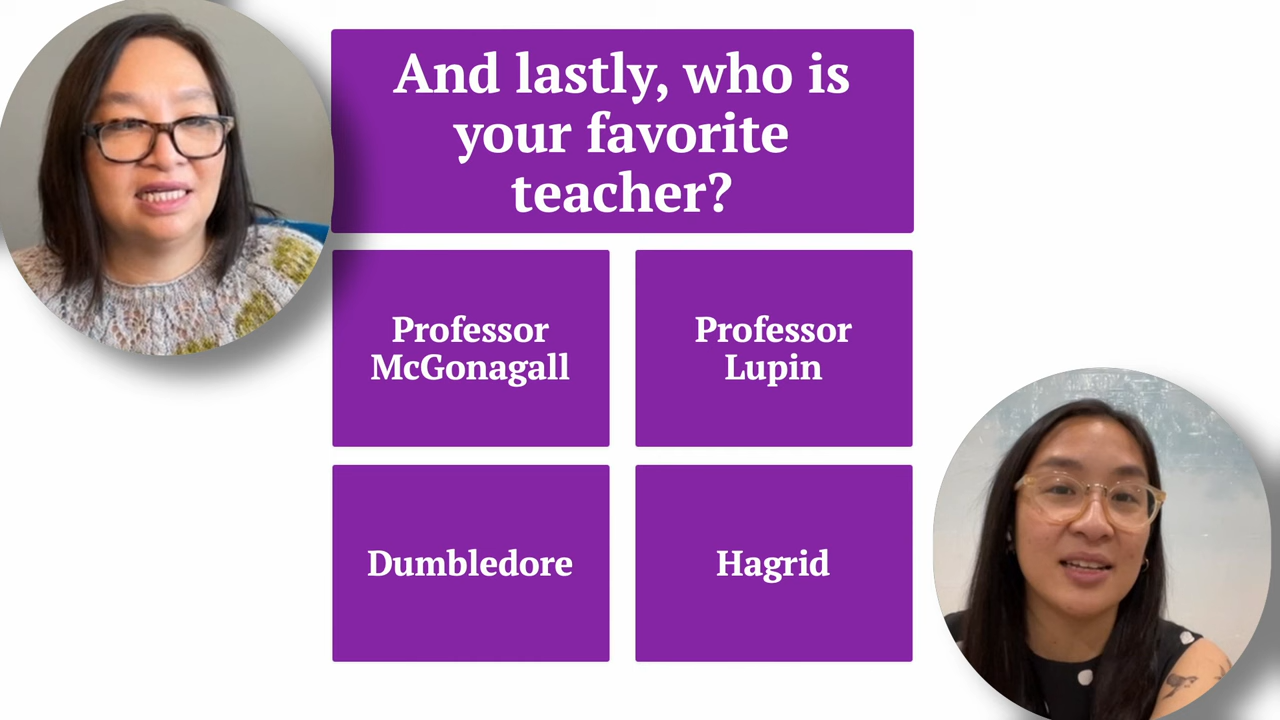 And lastly, who is
your favorite
teacher?
Professor
McGonagall
Professor
Lupin
Dumbledore
Hagrid